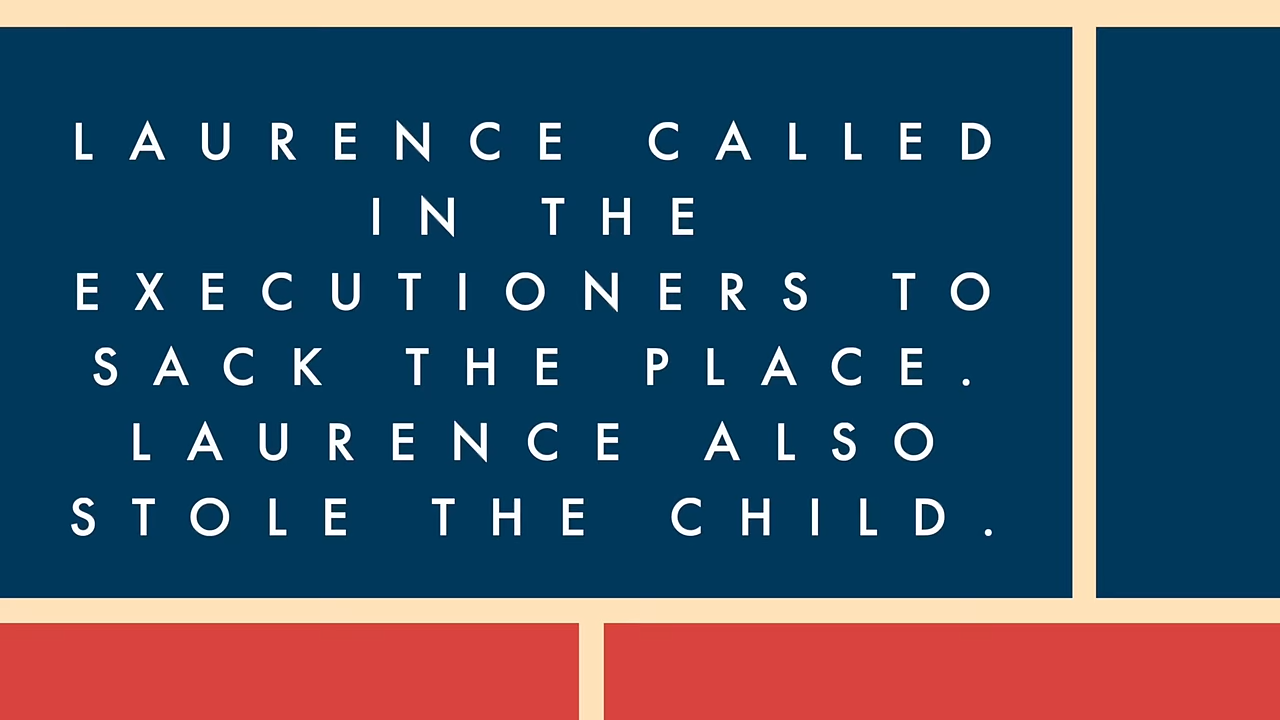 LAURENCE CALLED
IN THE
EXECUTIONERS TO
SACK THE PLACE.
LAURENCE ALSO
STOLE THE CHILD.